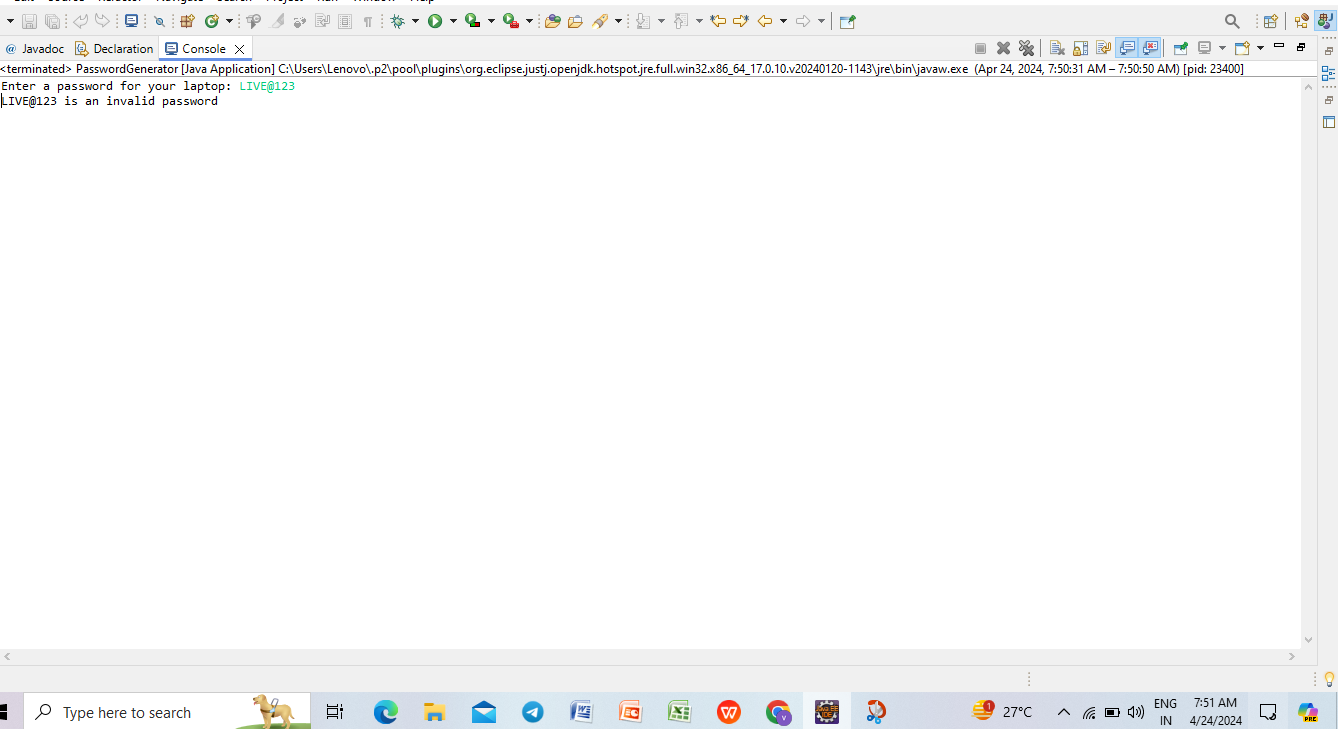 Javadoc Declaration Console
<terminated> PasswordGenerator [Java Application] C:\Users\Lenovo\.p2\pool\plugins\org.eclipse.justj.openjdk.hotspot.jre.full.win32.x86_64_17.0.10.v20240120-1143\jre\bin\javaw.exe (Apr 24, 2024, 7:50:31 AM – 7:50:50 AM) [pid: 23400]
Enter a password for your laptop: LIVE@123
LIVE@123 is an invalid password
Type here to search
1
27°C
ENG
IN
7:51 AM
4/24/2024
PRE